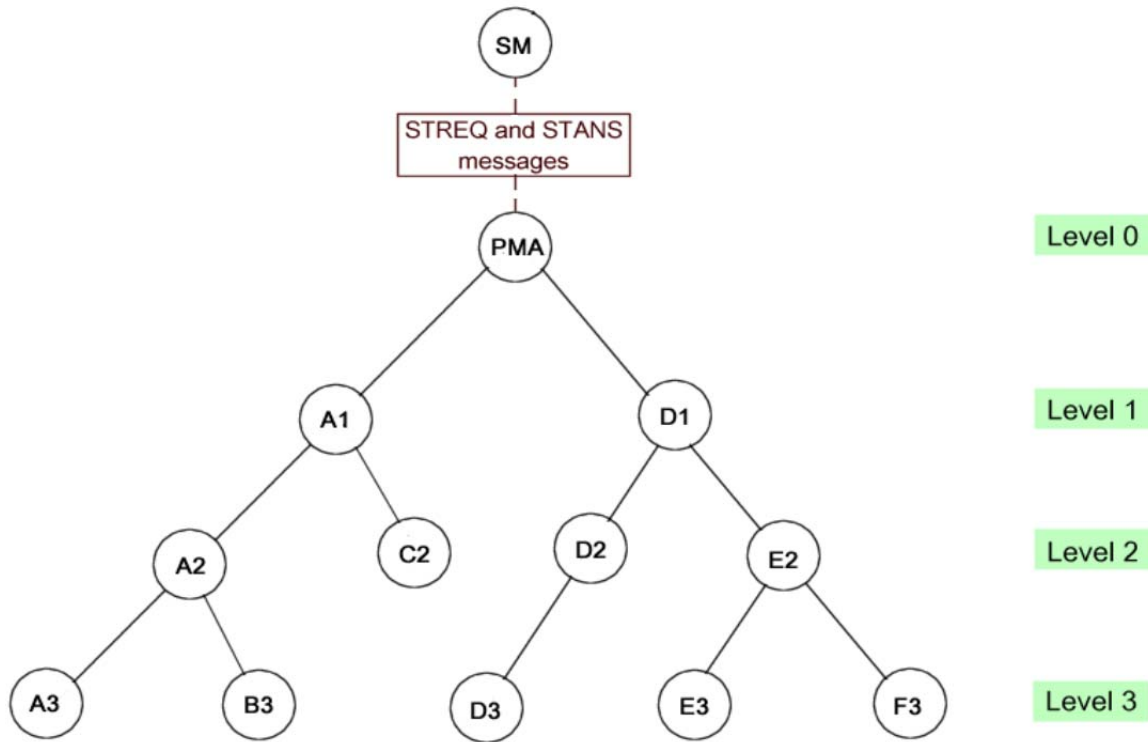 SM
STREQ and STANS
messages
PMA
Level 0
A1
D1
Level 1
A2
C2
D2
E2
Level 2
A3
B3
D3
E3
F3
Level 3